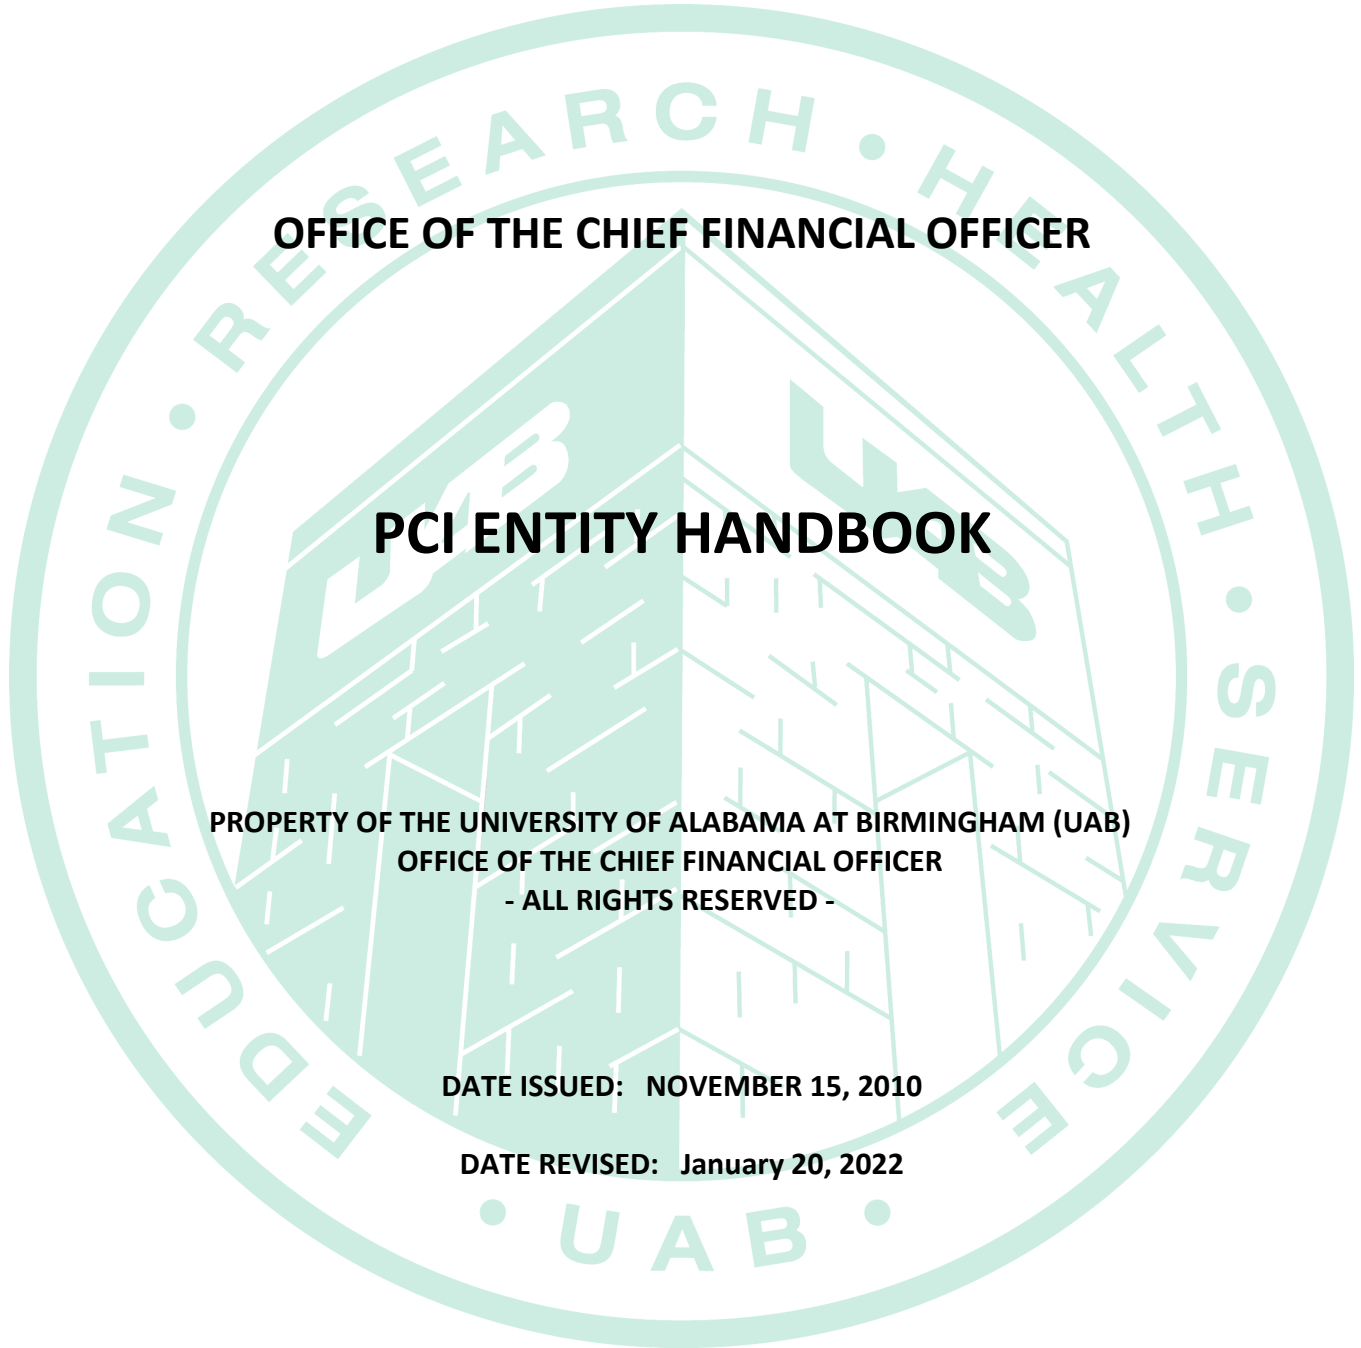 OFFICE OF THE CHIEF FINANCIAL OFFICER
PCI ENTITY HANDBOOK
PROPERTY OF THE UNIVERSITY OF ALABAMA AT BIRMINGHAM (UAB)
OFFICE OF THE CHIEF FINANCIAL OFFICER
- ALL RIGHTS RESERVED -
DATE ISSUED: NOVEMBER 15, 2010
DATE REVISED: January 20, 2022
EDUCATION • RESEARCH • HEALTH • SERVICE
• UAB •
UAB
UAB